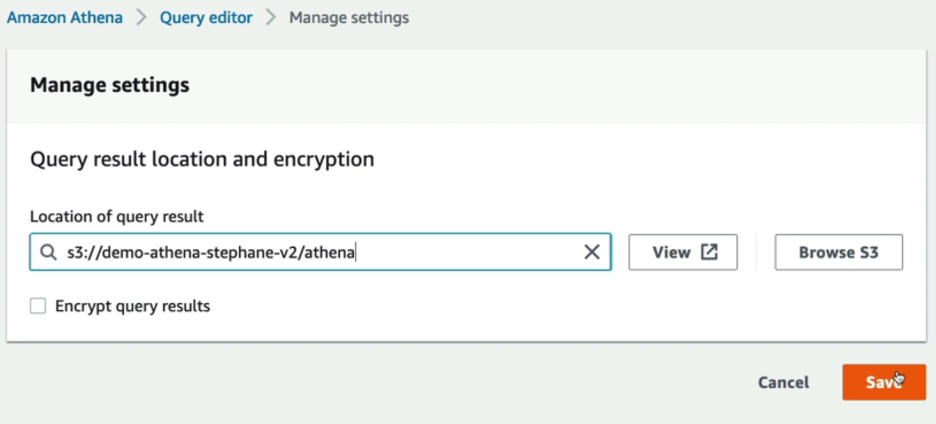 Amazon Athena > Query editor > Manage settings
Manage settings
Query result location and encryption
Location of query result
s3://demo-athena-stephane-v2/athena
View
Browse S3
Encrypt query results
Cancel
Save